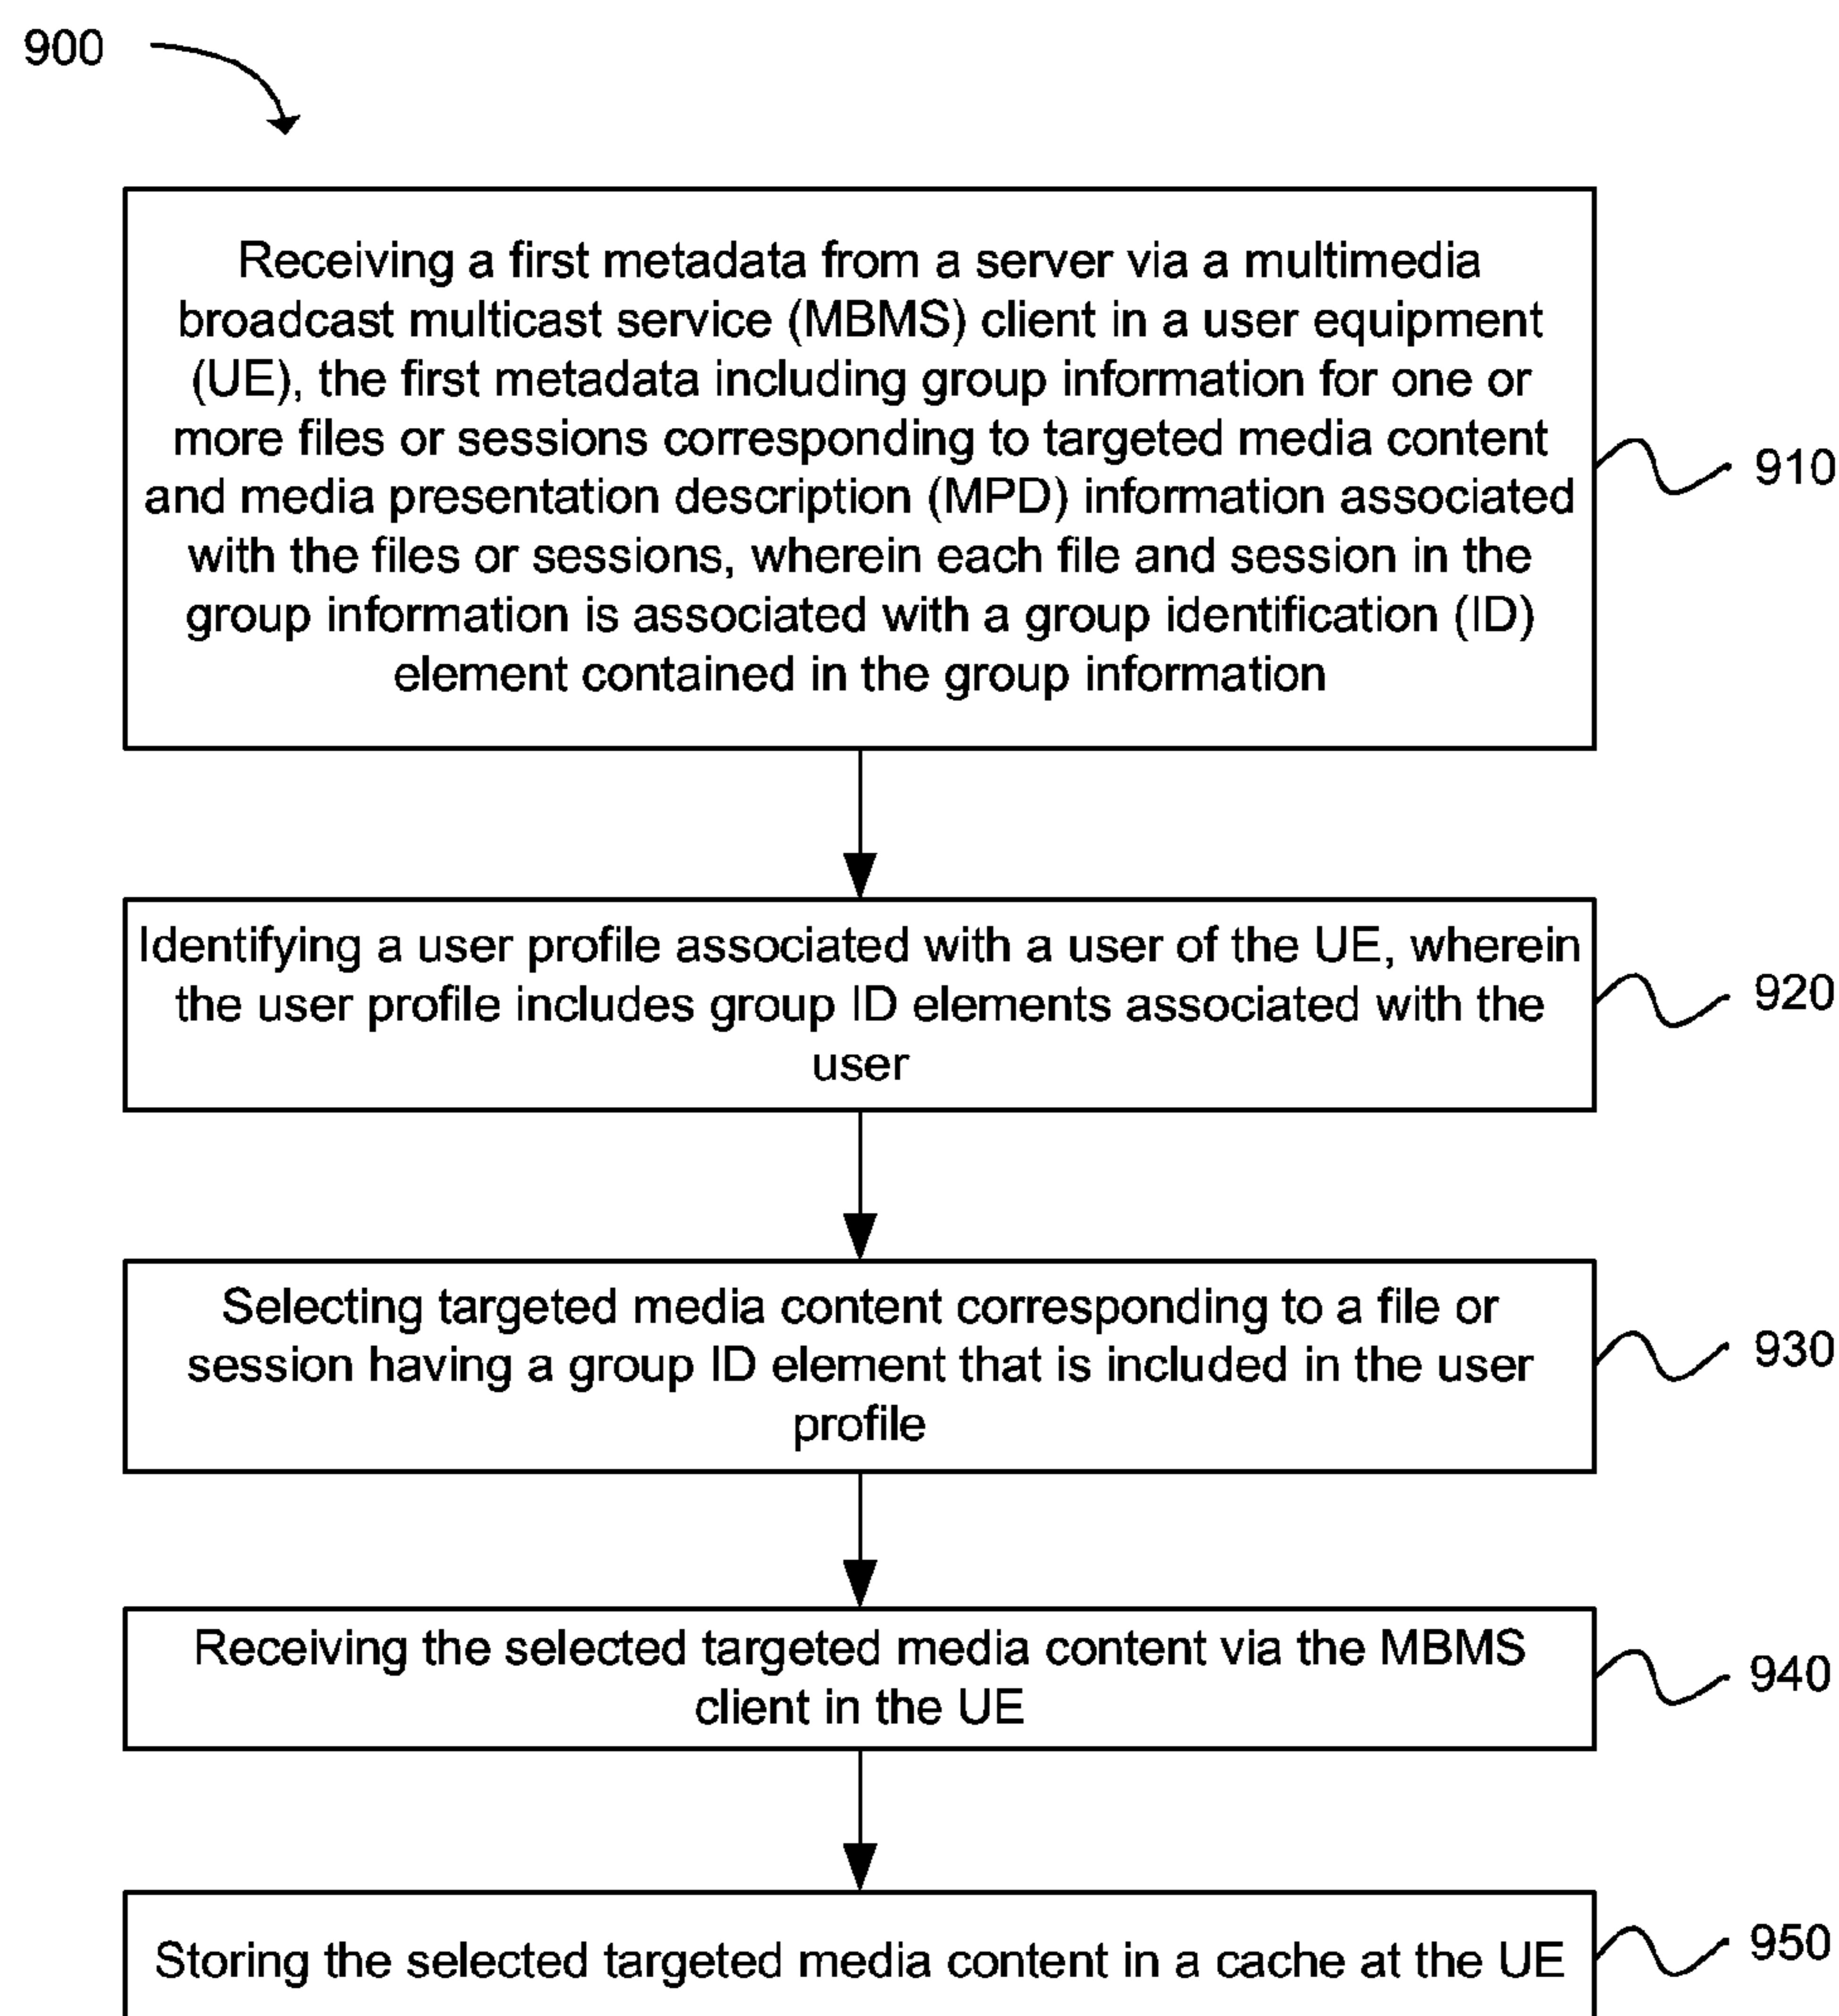 900
Receiving a first metadata from a server via a multimedia
broadcast multicast service (MBMS) client in a user equipment
(UE), the first metadata including group information for one or
more files or sessions corresponding to targeted media content
and media presentation description (MPD) information associated
with the files or sessions, wherein each file and session in the
group information is associated with a group identification (ID)
element contained in the group information
910
Identifying a user profile associated with a user of the UE, wherein
the user profile includes group ID elements associated with the
user
920
Selecting targeted media content corresponding to a file or
session having a group ID element that is included in the user
profile
930
Receiving the selected targeted media content via the MBMS
client in the UE
940
Storing the selected targeted media content in a cache at the UE
950